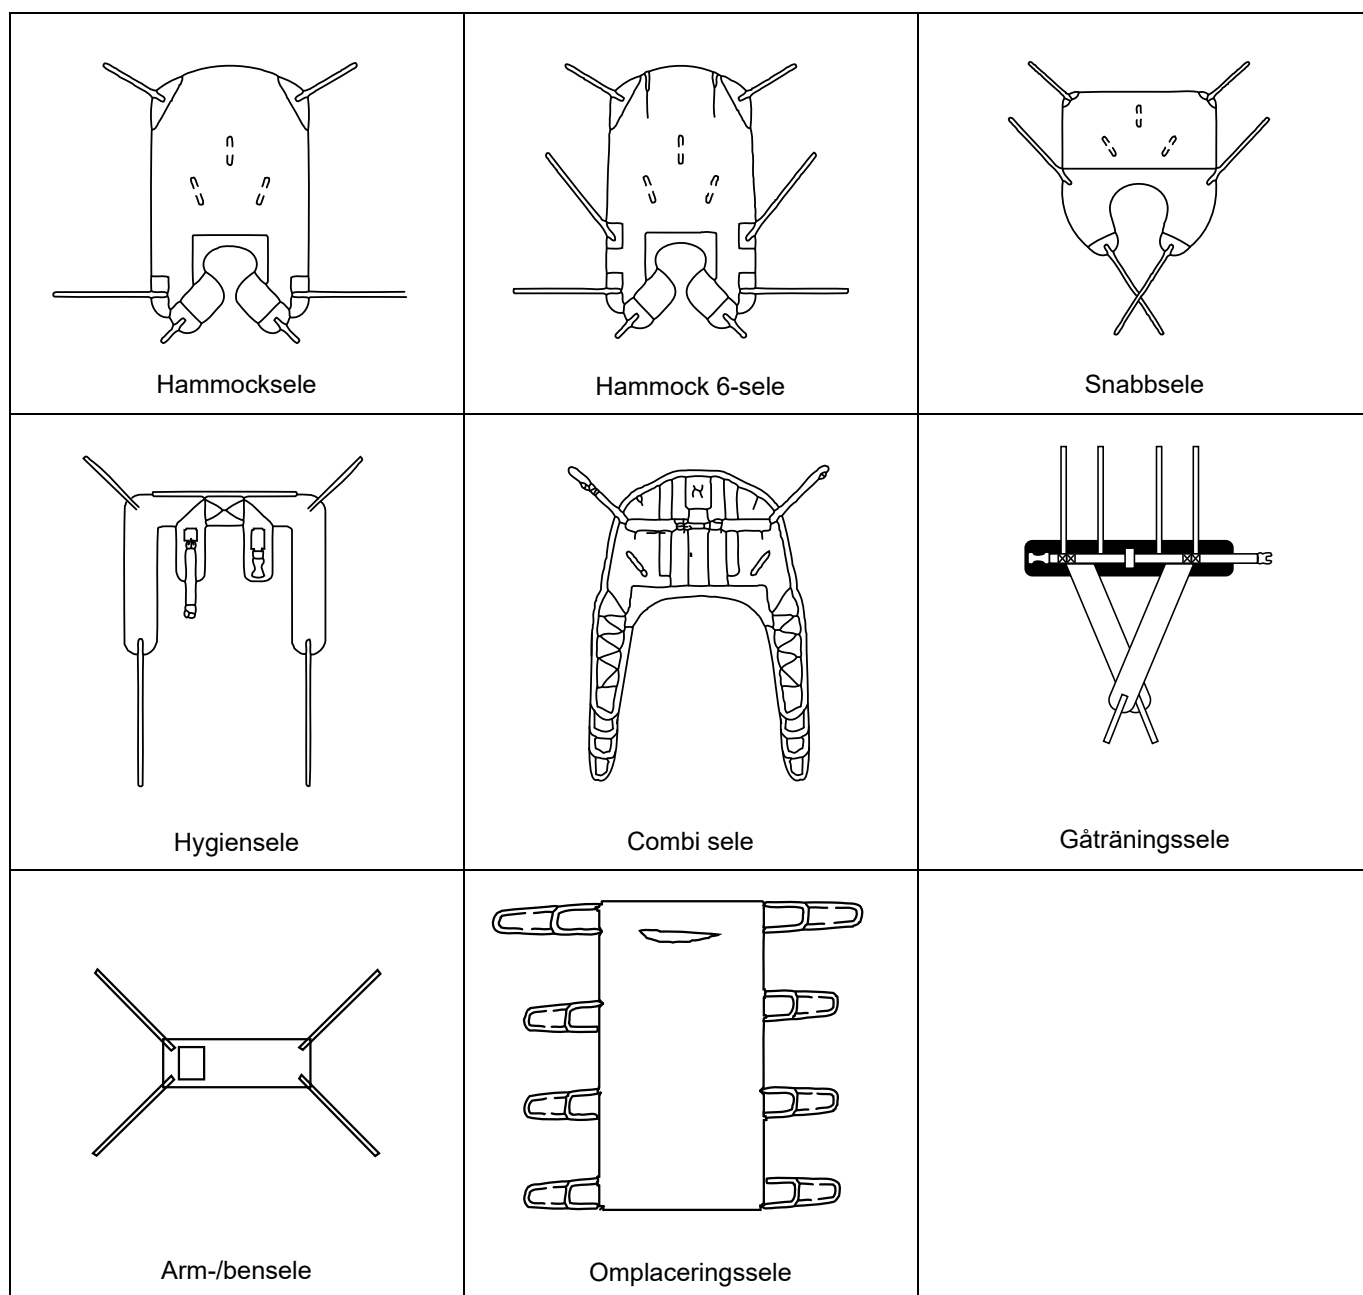 Hammocksele
Hammock 6-sele
Snabbsele
Hygiensele
Combi sele
Gåträningssele
Arm-/bensele
Omplaceringssele